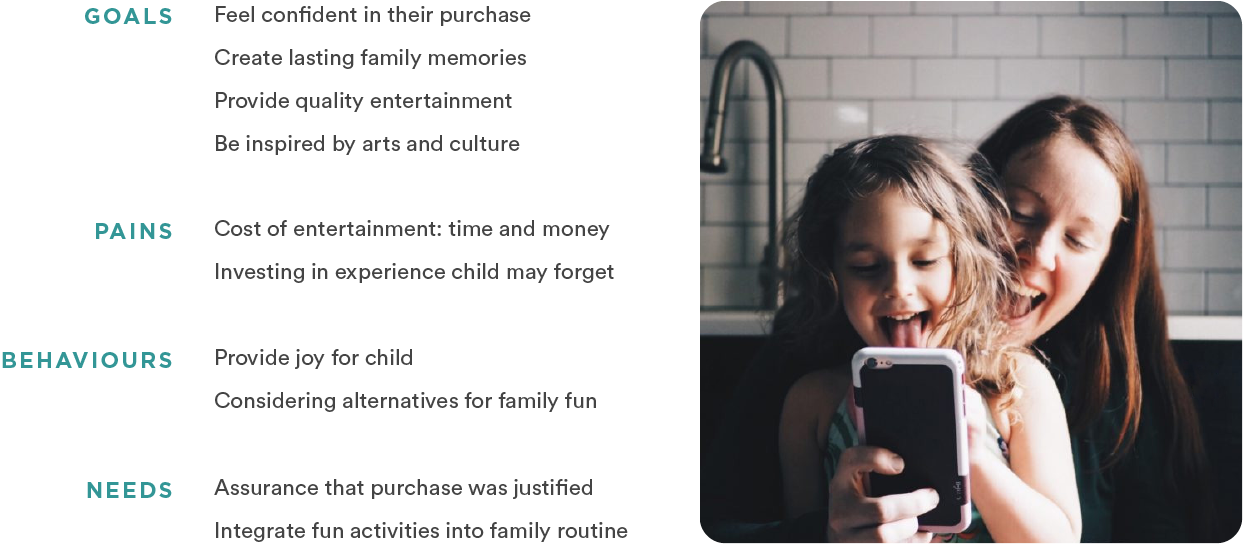 GOALS Feel confident in their purchase
Create lasting family memories
Provide quality entertainment
Be inspired by arts and culture
PAINS Cost of entertainment: time and money
Investing in experience child may forget
BEHAVIOURS Provide joy for child
Considering alternatives for family fun
NEEDS Assurance that purchase was justified
Integrate fun activities into family routine